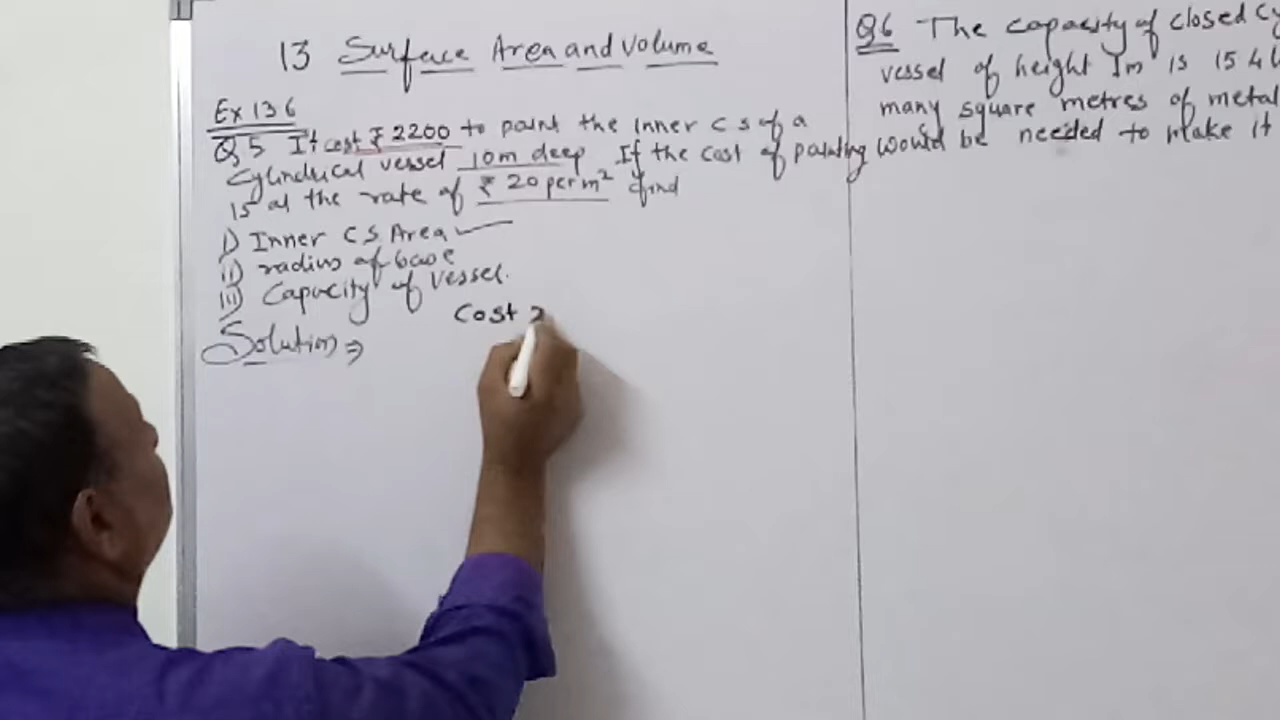 13 Surface Area and Volume
Ex 13 6
Q 5 It cost ₹ 2200 to paint the inner C S of a
Cylindrical vessel 10m deep If the cost of painting
is at the rate of ₹ 20 per m² find
i) Inner C S Area
ii) radius of base
iii) Capacity of Vessel.
Solution ⇒
Cost
Q6 The capacity of closed Cy
vessel of height 1m is 15 4 l
many square metres of metal
would be needed to make it